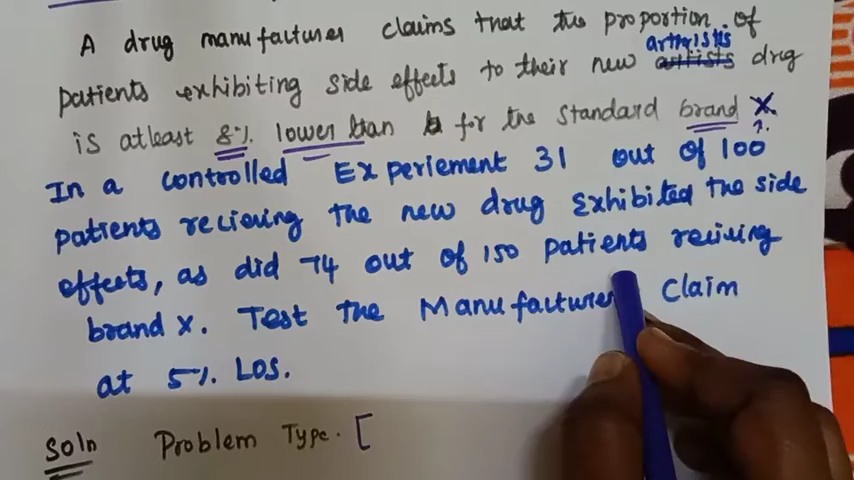 A drug manufacturer claims that the proportion of
arthristis
patients exhibiting side effects to their new artists drug
is atleast 8% lower than for the standard brand X.
In a controlled Experiement 31 out of 100
patients recieving the new drug Exhibited the side
effects, as did 74 out of 150 patients reciving
brand X. Test the Manufacturer Claim
at 5% LOS.
Soln Problem Type. [